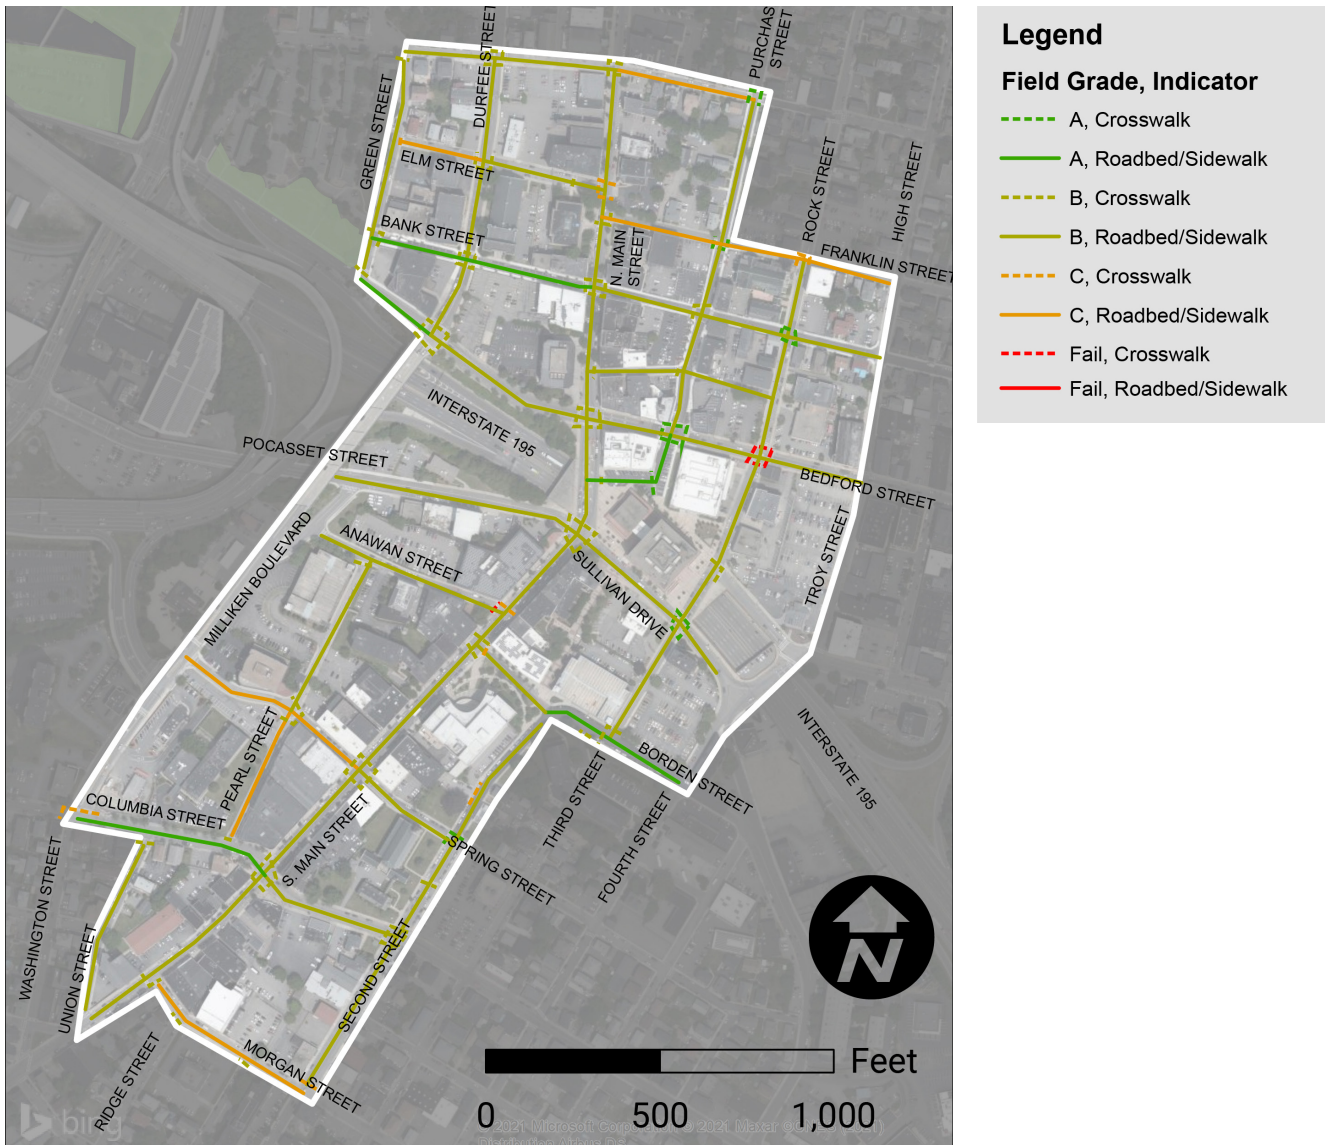 Legend
Field Grade, Indicator
A, Crosswalk
A, Roadbed/Sidewalk
B, Crosswalk
B, Roadbed/Sidewalk
C, Crosswalk
C, Roadbed/Sidewalk
Fail, Crosswalk
Fail, Roadbed/Sidewalk
PURCHAS
STREET
DURFEE STREET
GREEN STREET
ELM STREET
ROCK STREET
HIGH STREET
BANK STREET
N. MAIN
STREET
FRANKLIN STREET
INTERSTATE 195
POCASSET STREET
BEDFORD STREET
MILLIKEN BOULEVARD
ANAWAN STREET
SULLIVAN DRIVE
TROY STREET
PEARL STREET
INTERSTATE 195
BORDEN STREET
COLUMBIA STREET
THIRD STREET
FOURTH STREET
S. MAIN STREET
SPRING STREET
WASHINGTON STREET
UNION STREET
SECOND STREET
N
RIDGE STREET
MORGAN STREET
Feet
0 500 1,000
bing